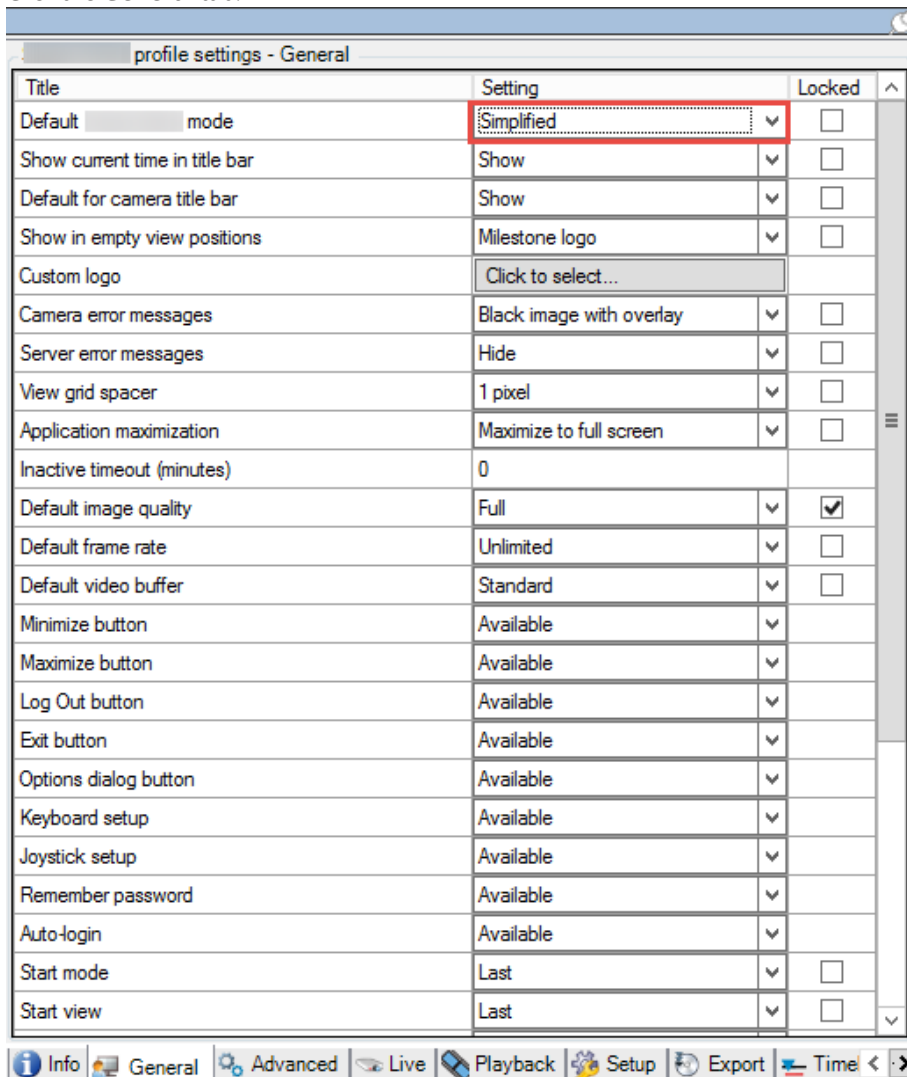 profile settings - General
Title Setting Locked
Default mode Simplified
Show current time in title bar Show
Default for camera title bar Show
Show in empty view positions Milestone logo
Custom logo Click to select...
Camera error messages Black image with overlay
Server error messages Hide
View grid spacer 1 pixel
Application maximization Maximize to full screen
Inactive timeout (minutes) 0
Default image quality Full
Default frame rate Unlimited
Default video buffer Standard
Minimize button Available
Maximize button Available
Log Out button Available
Exit button Available
Options dialog button Available
Keyboard setup Available
Joystick setup Available
Remember password Available
Auto-login Available
Start mode Last
Start view Last
Info General Advanced Live Playback Setup Export Timel